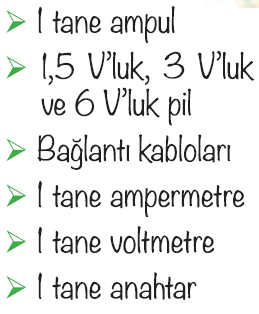 ➢ 1 tane ampul
➢ 1,5 V'luk, 3 V'luk
ve 6 V'luk pil
➢ Bağlantı kabloları
➢ 1 tane ampermetre
➢ 1 tane voltmetre
➢ 1 tane anahtar